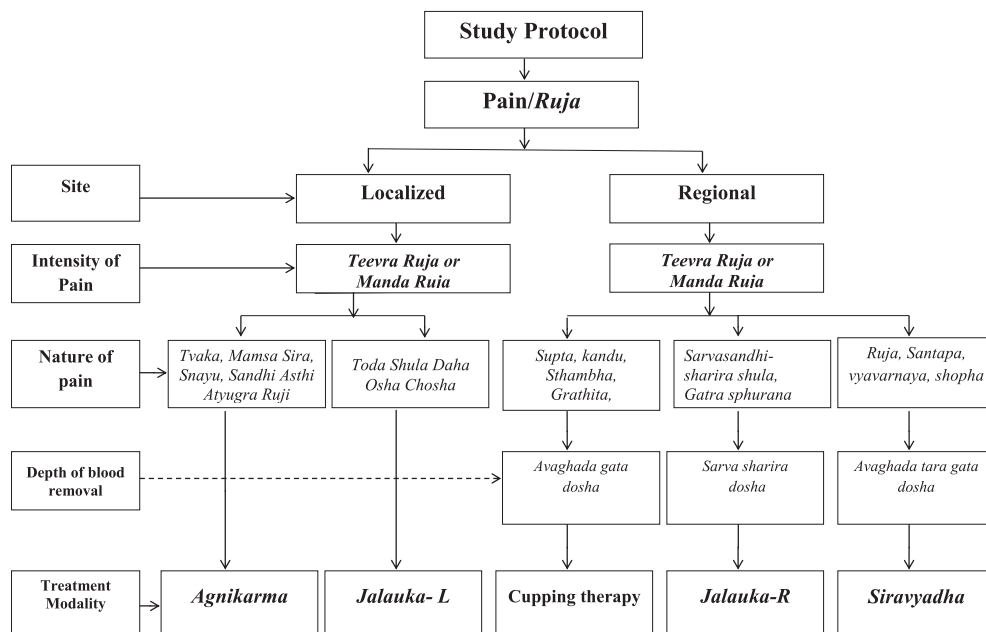 Study Protocol
Pain/Ruja
Site
Localized
Regional
Intensity of
Pain
Teevra Ruja or
Manda Ruja
Teevra Ruja or
Manda Ruja
Nature of
pain
Tvaka, Mamsa Sira,
Snayu, Sandhi Asthi
Atyugra Ruji
Toda Shula Daha
Osha Chosha
Supta, kandu,
Sthambha,
Grathita,
Sarvasandhi-
sharira shula,
Gatra sphurana
Ruja, Santapa,
vyavarnaya, shopha
Depth of blood
removal
Avaghada gata
dosha
Sarva sharira
dosha
Avaghada tara gata
dosha
Treatment
Modality
Agnikarma
Jalauka- L
Cupping therapy
Jalauka-R
Siravyadha